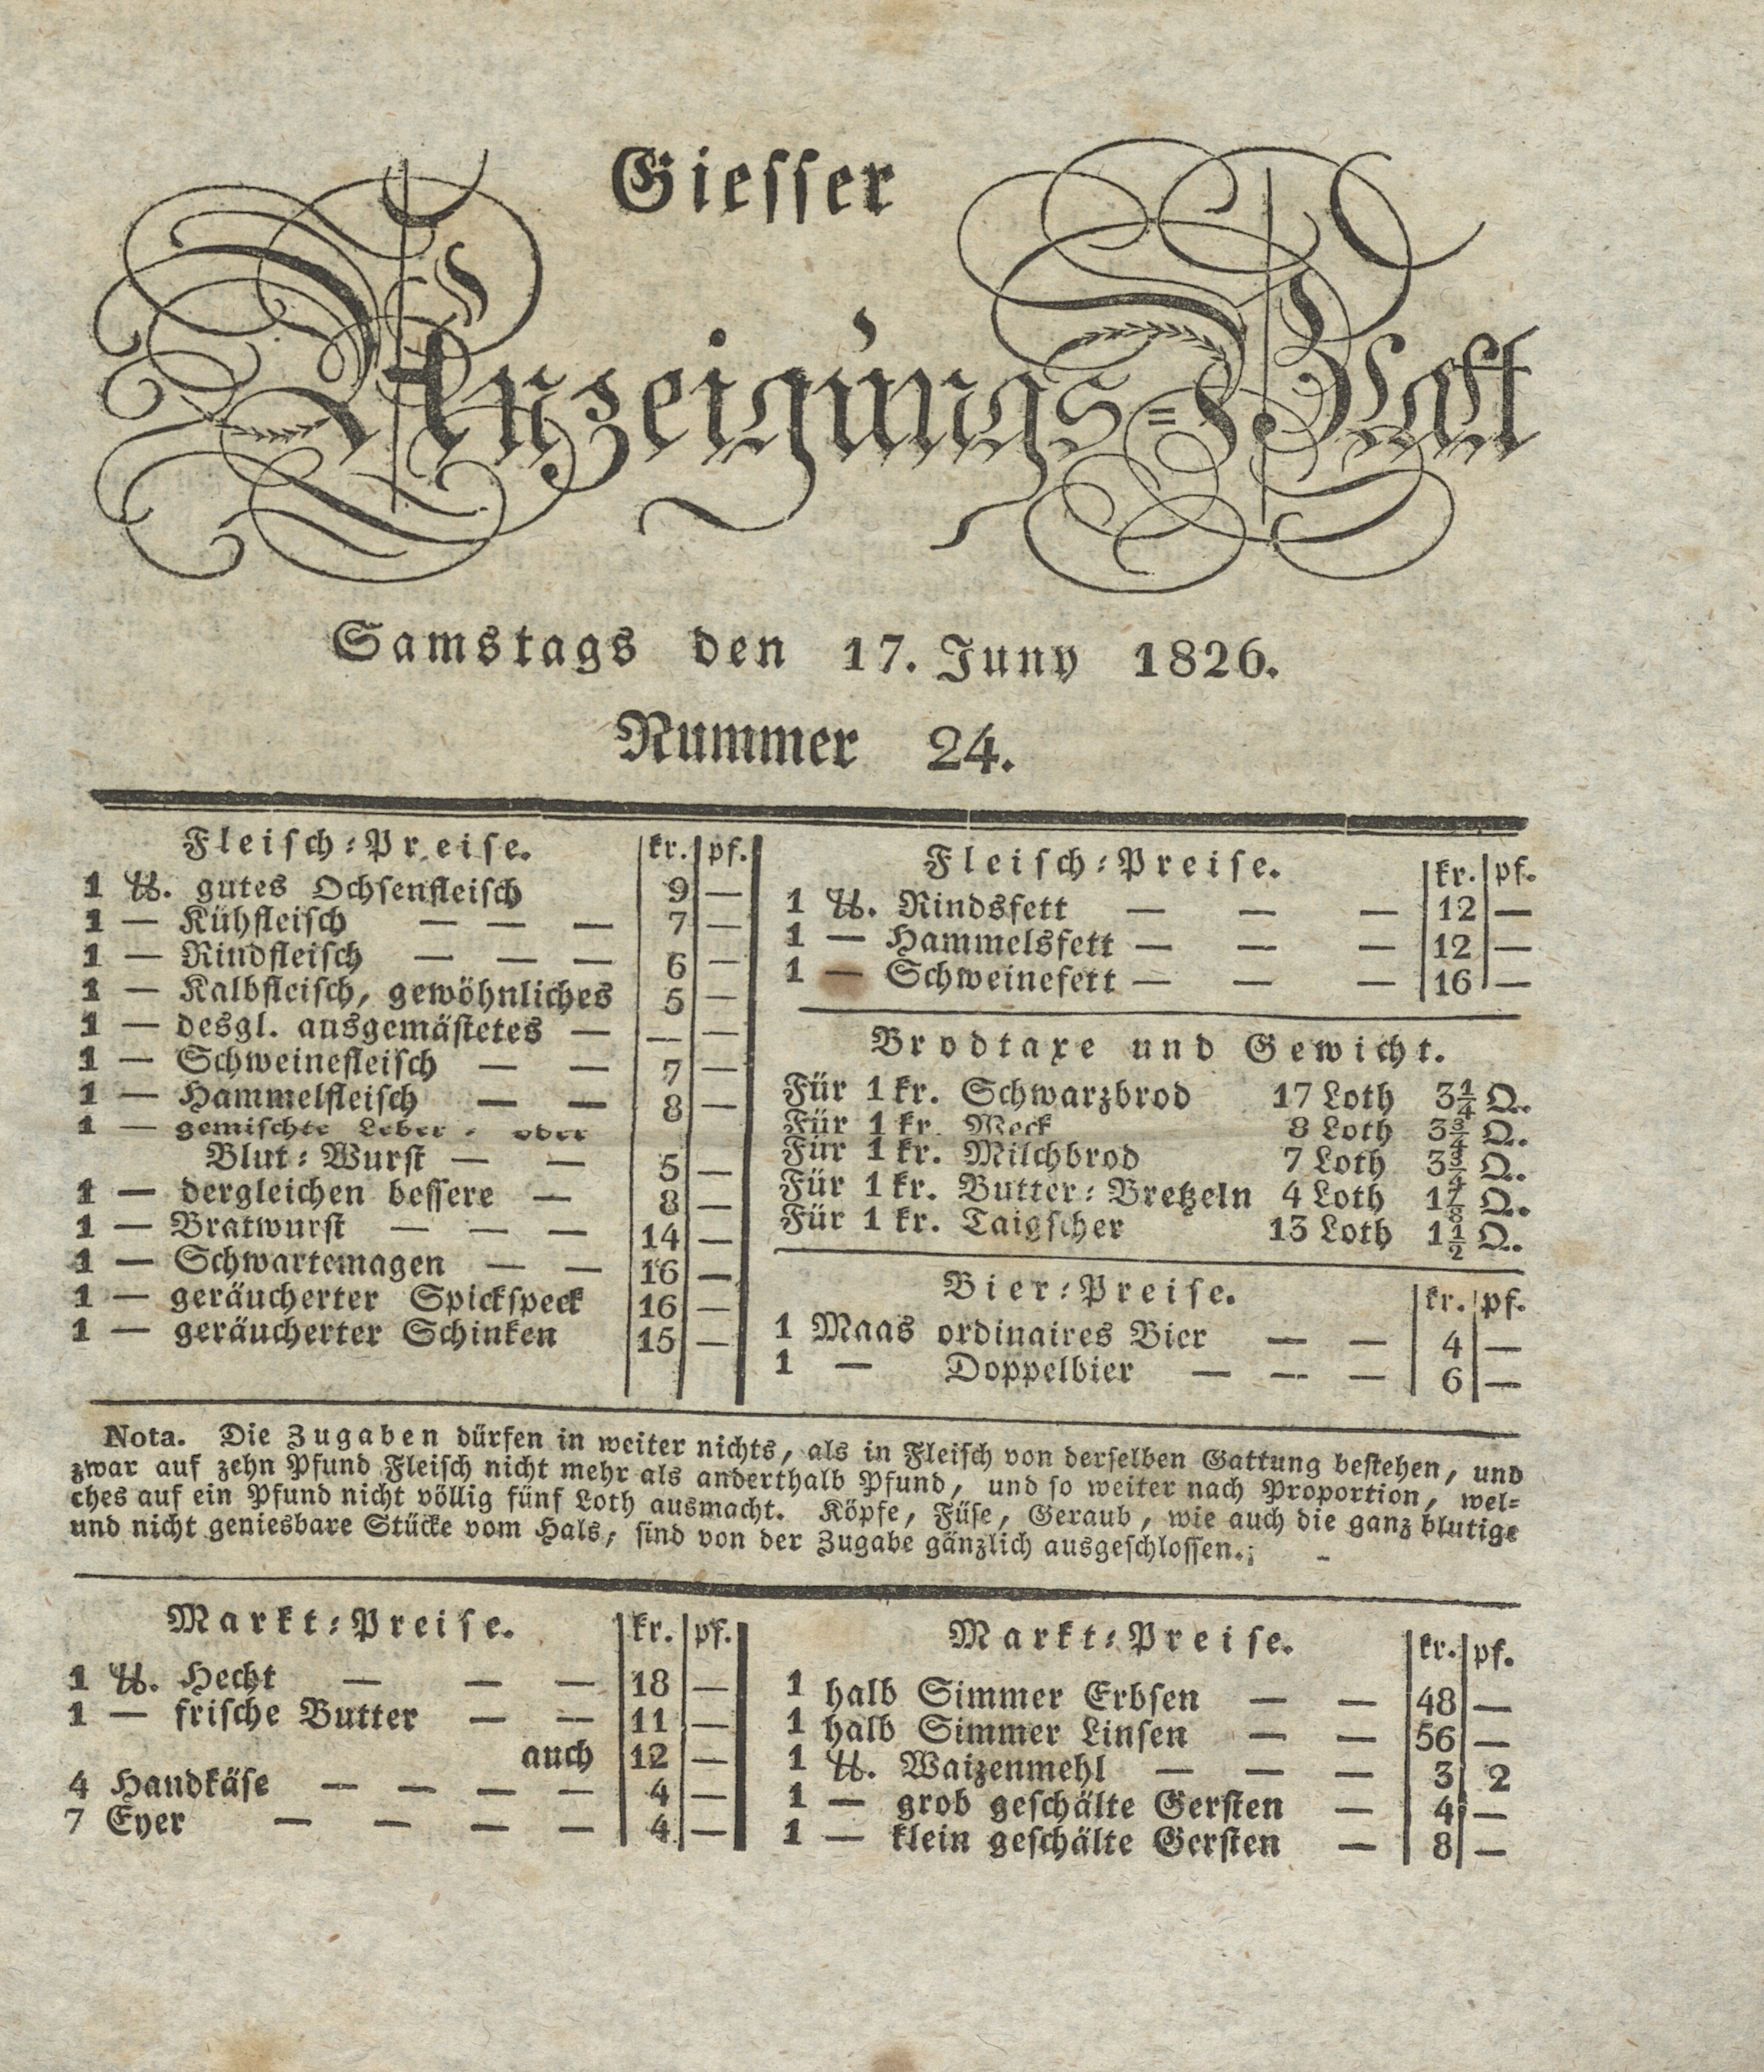 Giesser
Anzeigungs-Blatt
Samstags den 17. Juny 1826.
Nummer 24.
Fleisch-Preise. kr. pf.
1 ℔. gutes Ochsenfleisch 9 —
1 — Kühfleisch — — — 7 —
1 — Rindfleisch — — — 6 —
1 — Kalbfleisch, gewöhnliches 5 —
1 — desgl. ausgemästetes — — —
1 — Schweinefleisch — — 7 —
1 — Hammelfleisch — — 8 —
1 — gemischte Leber- oder
Blut-Wurst — — 5 —
1 — dergleichen bessere — 8 —
1 — Bratwurst — — — 14 —
1 — Schwartemagen — — 16 —
1 — geräucherter Spickspeck 16 —
1 — geräucherter Schinken 15 —
Fleisch-Preise. kr. pf.
1 ℔. Rindsfett — — — 12 —
1 — Hammelsfett — — — 12 —
1 — Schweinefett — — — 16 —
Brodtaxe und Gewicht.
Für 1 kr. Schwarzbrod 17 Loth 3¼ Q.
Für 1 kr. Weck 8 Loth 3¾ Q.
Für 1 kr. Milchbrod 7 Loth 3¾ Q.
Für 1 kr. Butter-Bretzeln 4 Loth 1⅞ Q.
Für 1 kr. Taigscher 13 Loth 1½ Q.
Bier-Preise. kr. pf.
1 Maas ordinaires Bier — — 4 —
1 — Doppelbier — — — 6 —
Nota. Die Zugaben dürfen in weiter nichts, als in Fleisch von derselben Gattung bestehen, und
zwar auf zehn Pfund Fleisch nicht mehr als anderthalb Pfund, und so weiter nach Proportion, wel-
ches auf ein Pfund nicht völlig fünf Loth ausmacht. Köpfe, Füse, Geraub, wie auch die ganz blutige
und nicht geniesbare Stücke vom Hals, sind von der Zugabe gänzlich ausgeschlossen.
Markt-Preise. kr. pf.
1 ℔. Hecht — — — 18 —
1 — frische Butter — — 11 —
auch 12 —
4 Handkäse — — — — 4 —
7 Eyer — — — — 4 —
Markt-Preise. kr. pf.
1 halb Simmer Erbsen — — 48 —
1 halb Simmer Linsen — — 56 —
1 ℔. Waizenmehl — — — 3 2
1 — grob geschälte Gersten — 4 —
1 — klein geschälte Gersten — 8 —